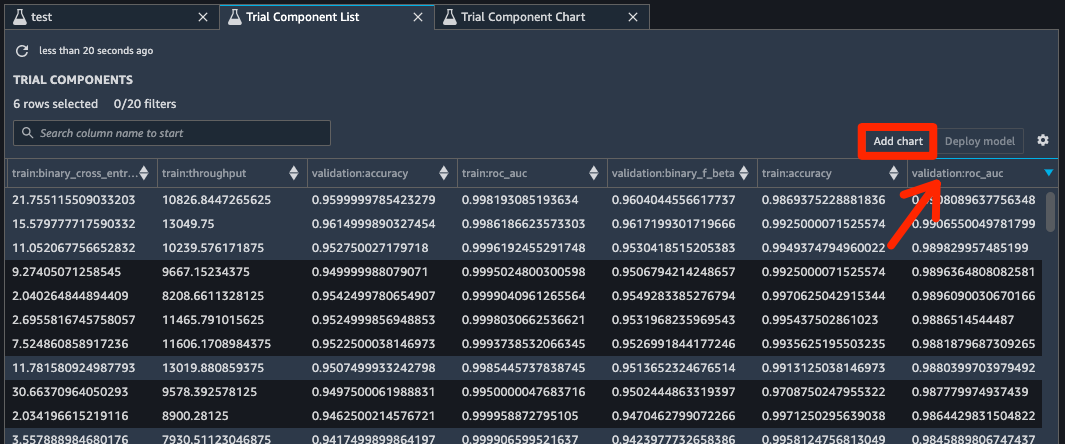 test
Trial Component List
Trial Component Chart
less than 20 seconds ago
TRIAL COMPONENTS
6 rows selected 0/20 filters
Search column name to start
Add chart Deploy model
train:binary_cross_entr... train:throughput validation:accuracy train:roc_auc validation:binary_f_beta train:accuracy validation:roc_auc
21.755115509033203 10826.8447265625 0.9599999785423279 0.998193085193634 0.9604044556617737 0.9869375228881836
15.579777717590332 13049.75 0.9614999890327454 0.9986186623573303 0.9617199301719666 0.9925000071525574
11.052067756652832 10239.576171875 0.952750027179718 0.9996192455291748 0.9530418515205383 0.9949374794960022 0.989829957485199
9.27405071258545 9667.15234375 0.949999988079071 0.9995024800300598 0.9506794214248657 0.9925000071525574 0.9896364808082581
2.040264844894409 8208.6611328125 0.9542499780654907 0.9999040961265564 0.9549283385276794 0.9970625042915344 0.9896090030670166
2.6955816745758057 11465.791015625 0.9524999856948853 0.9998030662536621 0.9531968235969543 0.995437502861023 0.9886514544487
7.524860858917236 11606.1708984375 0.9522500038146973 0.9993738532066345 0.9526991844177246 0.9935625195503235 0.9881879687309265
11.781580924987793 13019.880859375 0.9507499933242798 0.9985445737838745 0.9513652324676514 0.9913125038146973 0.9880399703979492
30.66370964050293 9578.392578125 0.9497500061988831 0.9950000047683716 0.9502444863319397 0.9708750247955322 0.987779974937439
2.034196615219116 8900.28125 0.9462500214576721 0.999958872795105 0.9470462799072266 0.9971250295639038 0.9864429831504822
3.557888984680176 7930.51123046875 0.9417499899864197 0.999906599521637 0.9427032758658386 0.9958124756813049 0.9845889806747437